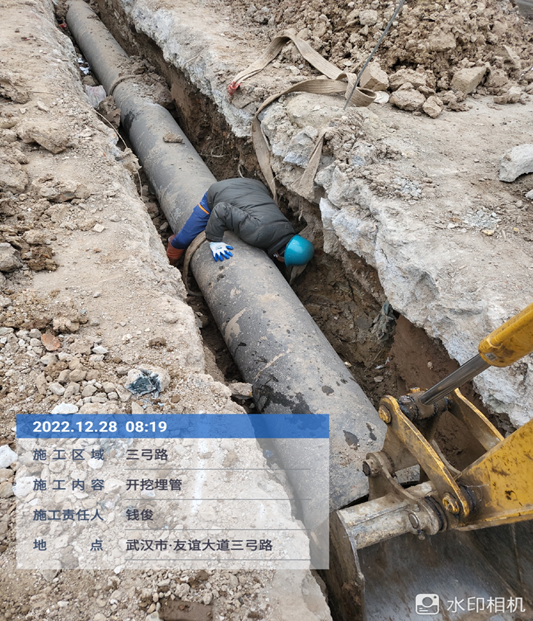 2022.12.28 08:19
施工区域 三弓路
施工内容 开挖埋管
施工责任人 钱俊
地点 武汉市·友谊大道三弓路
水印相机